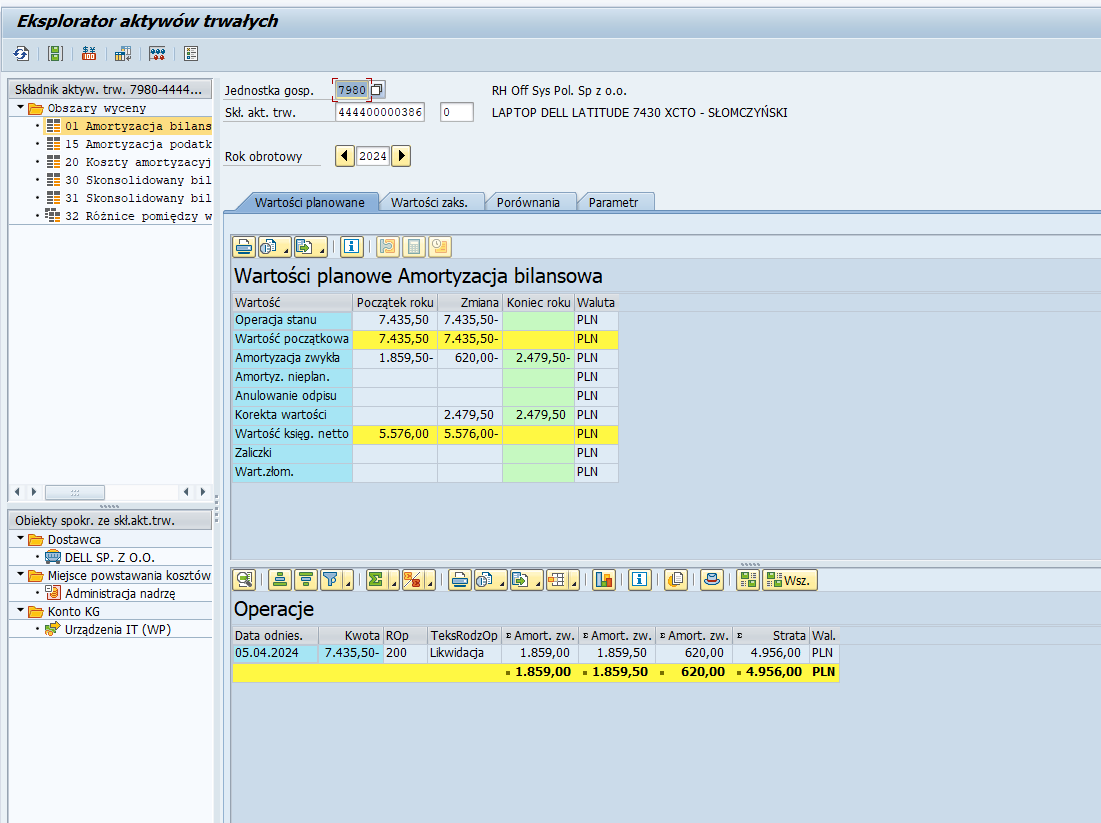 Eksplorator aktywów trwałych
Składnik aktyw. trw. 7980-4444...
Obszary wyceny
01 Amortyzacja bilans
15 Amortyzacja podatk
20 Koszty amortyzacyj
30 Skonsolidowany bil
31 Skonsolidowany bil
32 Różnice pomiędzy w
Obiekty spokr. ze skł.akt.trw.
Dostawca
DELL SP. Z O.O.
Miejsce powstawania kosztów
Administracja nadrzę
Konto KG
Urządzenia IT (WP)
Jednostka gosp. 7980 RH Off Sys Pol. Sp z o.o.
Skł. akt. trw. 444400000386 0 LAPTOP DELL LATITUDE 7430 XCTO - SŁOMCZYŃSKI
Rok obrotowy 2024
Wartości planowane Wartości zaks. Porównania Parametr
Wartości planowe Amortyzacja bilansowa
Wartość Początek roku Zmiana Koniec roku Waluta
Operacja stanu 7.435,50 7.435,50- PLN
Wartość początkowa 7.435,50 7.435,50- PLN
Amortyzacja zwykła 1.859,50- 620,00- 2.479,50- PLN
Amortyz. nieplan. PLN
Anulowanie odpisu PLN
Korekta wartości 2.479,50 2.479,50 PLN
Wartość księg. netto 5.576,00 5.576,00- PLN
Zaliczki PLN
Wart.złom. PLN
Wsz.
Operacje
Data odnies. Kwota ROp TeksRodzOp Σ Amort. zw. Σ Amort. zw. Σ Amort. zw. Σ Strata Wal.
05.04.2024 7.435,50- 200 Likwidacja 1.859,00 1.859,50 620,00 4.956,00 PLN
1.859,00 1.859,50 620,00 4.956,00 PLN